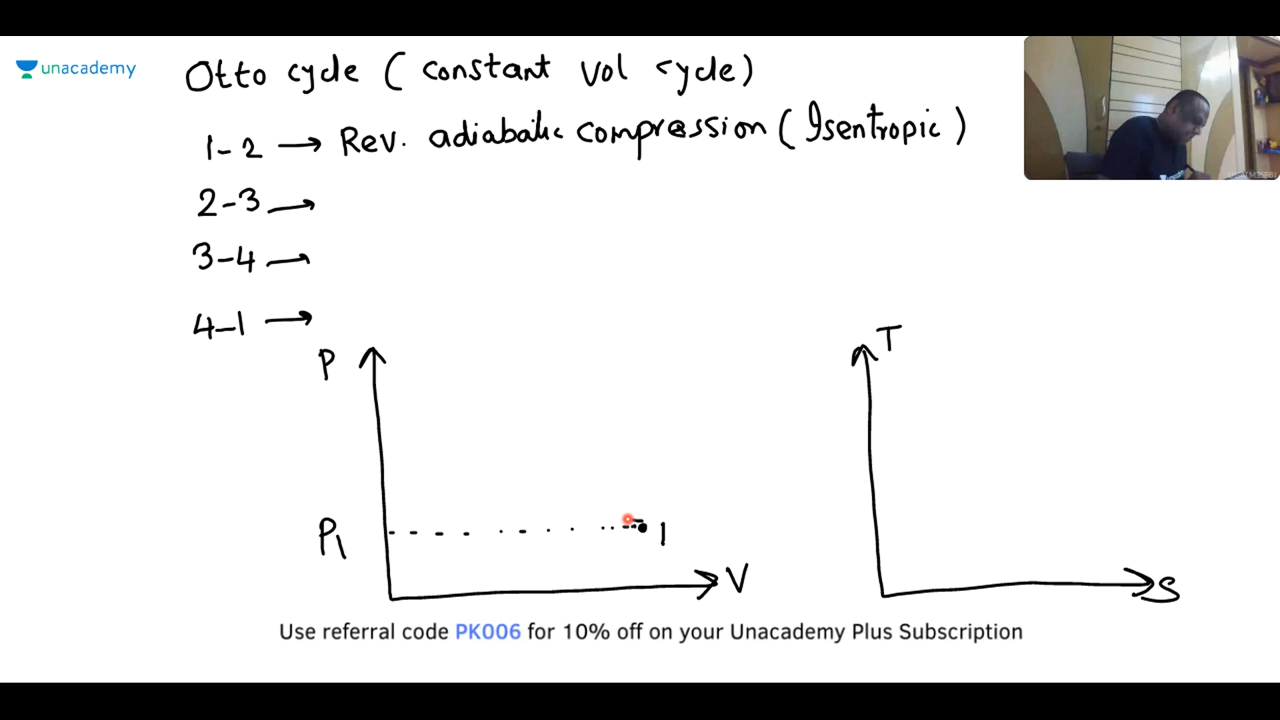 unacademy
Otto cycle (constant vol cycle)
1-2 → Rev. adiabatic compression (Isentropic)
2-3 →
3-4 →
4-1 →
P
T
P1
1
V
S
Use referral code PK006 for 10% off on your Unacademy Plus Subscription